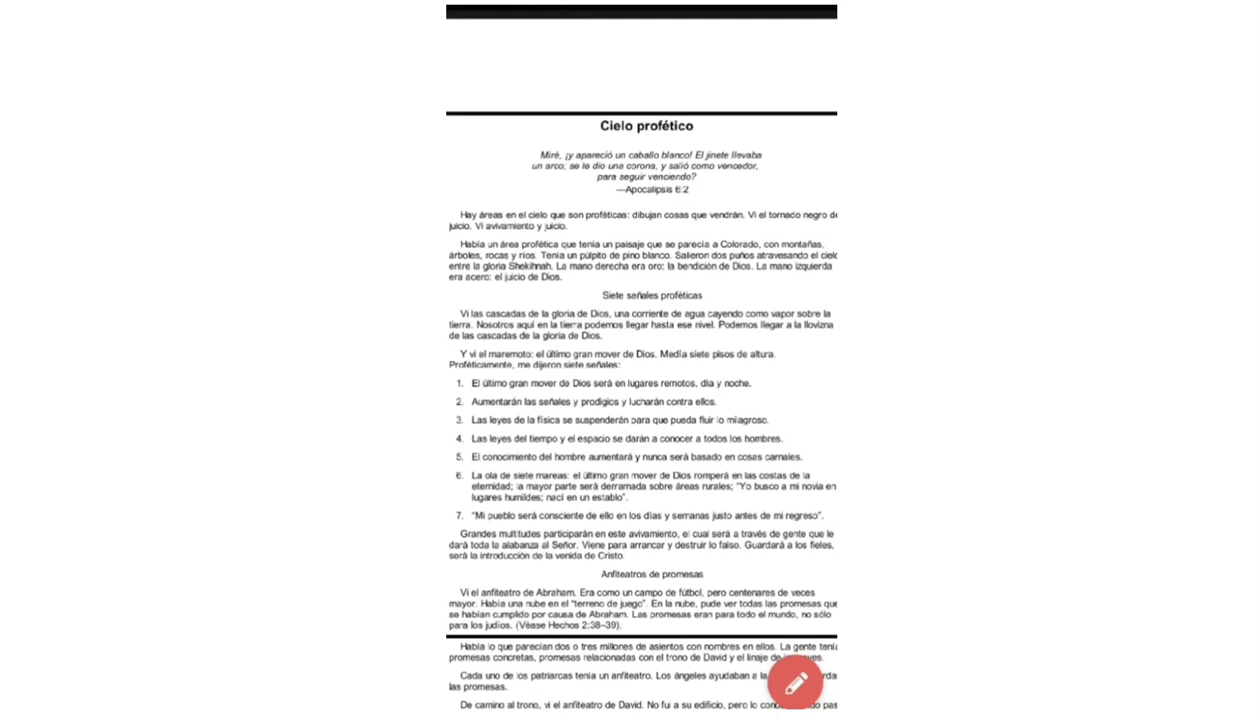 Cielo profético
Miré, ¡y apareció un caballo blanco! El jinete llevaba
un arco; se le dio una corona, y salió como vencedor,
para seguir venciendo?
—Apocalipsis 6:2
Hay áreas en el cielo que son proféticas: dibujan cosas que vendrán. Vi el tornado negro de
juicio. Vi avivamiento y juicio.
Había un área profética que tenía un paisaje que se parecía a Colorado, con montañas,
árboles, rocas y ríos. Tenía un púlpito de pino blanco. Salieron dos puños atravesando el
entre la gloria Shekihnah. La mano derecha era oro: la bendición de Dios. La mano izquierda
era acero: el juicio de Dios.
Siete señales proféticas
Vi las cascadas de la gloria de Dios, una corriente de agua cayendo como vapor sobre la
tierra. Nosotros aquí en la tierra podemos llegar hasta ese nivel. Podemos llegar a la llovizna
de las cascadas de la gloria de Dios.
Y vi el maremoto: el último gran mover de Dios. Medía siete pisos de altura.
Proféticamente, me dijeron siete señales:
1. El último gran mover de Dios será en lugares remotos, día y noche.
2. Aumentarán las señales y prodigios y lucharán contra ellos.
3. Las leyes de la física se suspenderán para que pueda fluir lo milagroso.
4. Las leyes del tiempo y el espacio se darán a conocer a todos los hombres.
5. El conocimiento del hombre aumentará y nunca será basado en cosas carnales.
6. La ola de siete mareas: el último gran mover de Dios romperá en las costas de la
eternidad; la mayor parte será derramada sobre áreas rurales; "Yo busco a mi novia en
lugares humildes; nací en un establo".
7. "Mi pueblo será consciente de ello en los días y semanas justo antes de mi regreso".
Grandes multitudes participarán en este avivamiento, el cual será a través de gente que le
dará toda la alabanza al Señor. Viene para arrancar y destruir lo falso. Guardará a los fieles,
será la introducción de la venida de Cristo.
Anfiteatros de promesas
Vi el anfiteatro de Abraham. Era como un campo de fútbol, pero centenares de veces
mayor. Había una nube en el "terreno de juego". En la nube, pude ver todas las promesas que
se habían cumplido por causa de Abraham. Las promesas eran para todo el mundo, no sólo
para los judíos. (Véase Hechos 2:38–39).
Había lo que parecían dos o tres millones de asientos con nombres en ellos. La gente
promesas concretas, promesas relacionadas con el trono de David y el linaje de
Cada uno de los patriarcas tenía un anfiteatro. Los ángeles ayudaban a la
las promesas.
De camino al trono, vi el anfiteatro de David. No fui a su edificio, pero lo